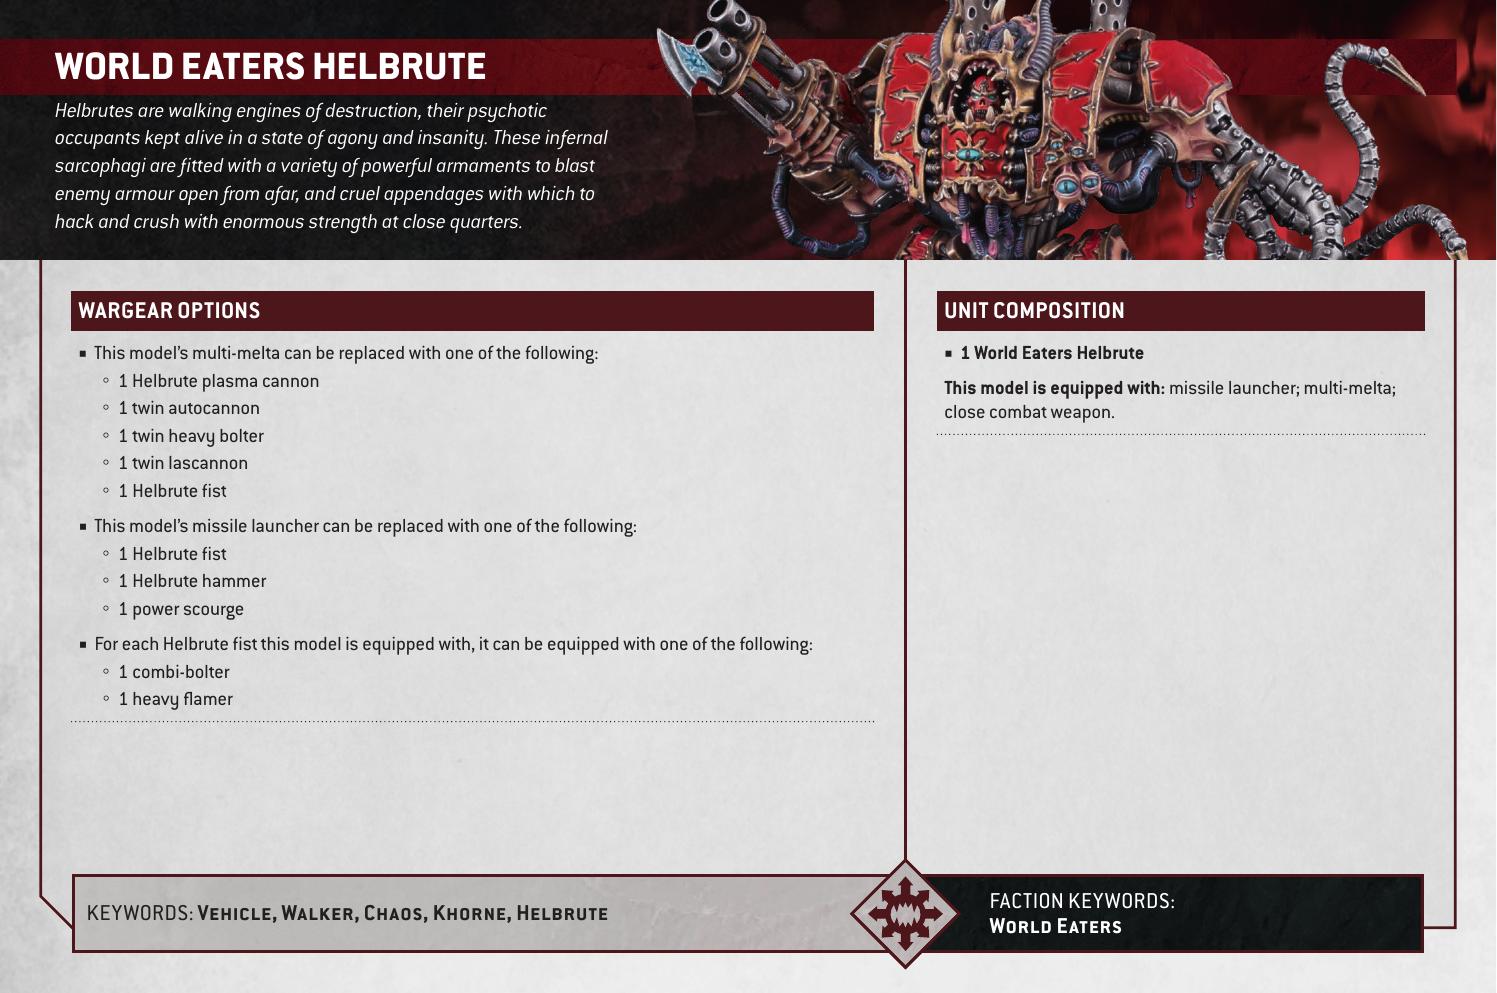 WORLD EATERS HELBRUTE
Helbrutes are walking engines of destruction, their psychotic
occupants kept alive in a state of agony and insanity. These infernal
sarcophagi are fitted with a variety of powerful armaments to blast
enemy armour open from afar, and cruel appendages with which to
hack and crush with enormous strength at close quarters.
WARGEAR OPTIONS
▪ This model's multi-melta can be replaced with one of the following:
◦ 1 Helbrute plasma cannon
◦ 1 twin autocannon
◦ 1 twin heavy bolter
◦ 1 twin lascannon
◦ 1 Helbrute fist
▪ This model's missile launcher can be replaced with one of the following:
◦ 1 Helbrute fist
◦ 1 Helbrute hammer
◦ 1 power scourge
▪ For each Helbrute fist this model is equipped with, it can be equipped with one of the following:
◦ 1 combi-bolter
◦ 1 heavy flamer
UNIT COMPOSITION
▪ 1 World Eaters Helbrute
This model is equipped with: missile launcher; multi-melta;
close combat weapon.
KEYWORDS: Vehicle, Walker, Chaos, Khorne, Helbrute
FACTION KEYWORDS:
World Eaters